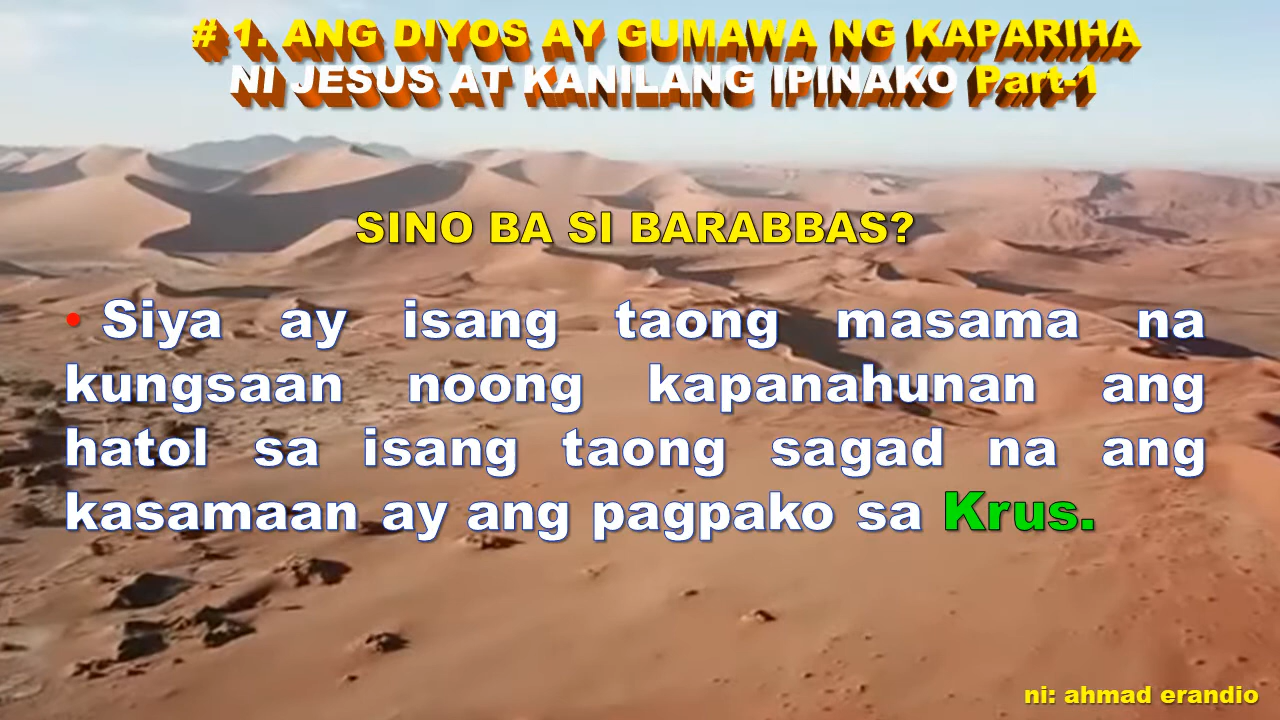 # 1. ANG DIYOS AY GUMAWA NG KAPARIHA
NI JESUS AT KANILANG IPINAKO Part-1
SINO BA SI BARABBAS?
• Siya ay isang taong masama na
kungsaan noong kapanahunan ang
hatol sa isang taong sagad na ang
kasamaan ay ang pagpako sa Krus.
ni: ahmad erandio